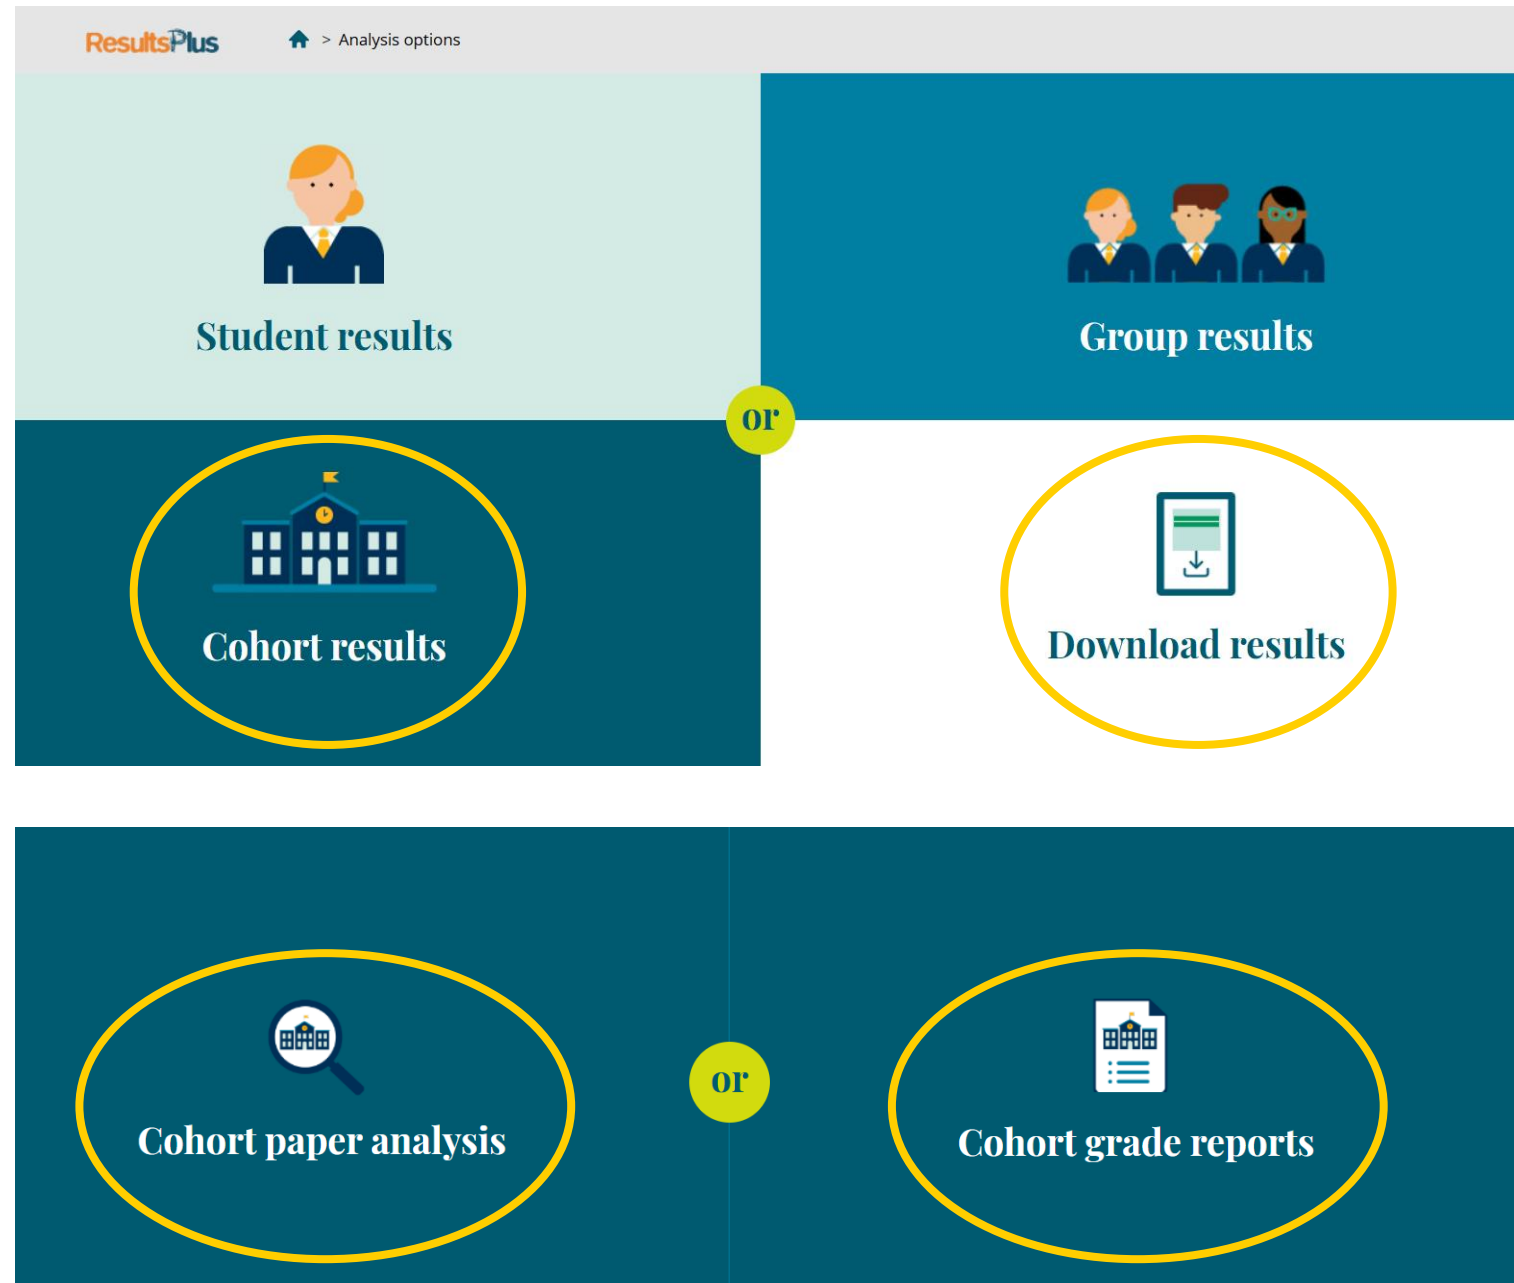 ResultsPlus > Analysis options
Student results
Group results
or
Cohort results
Download results
Cohort paper analysis
or
Cohort grade reports